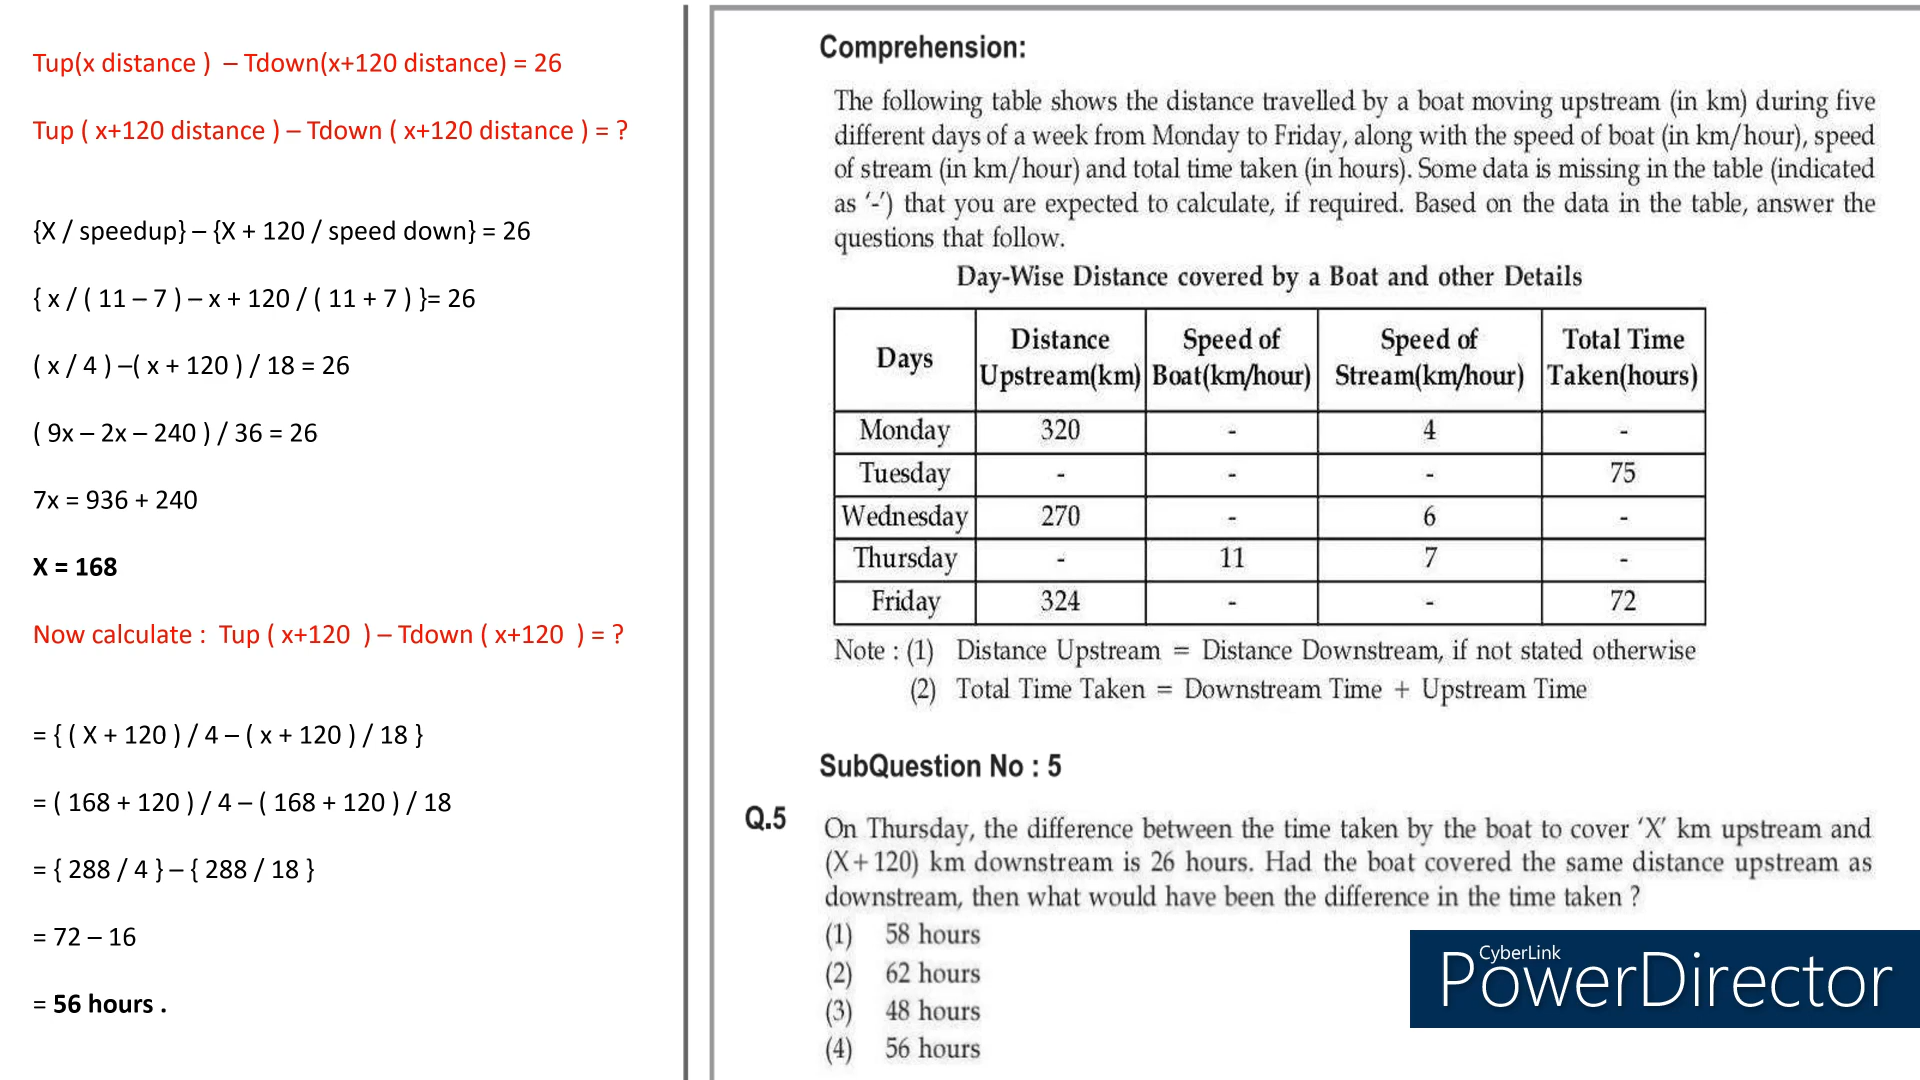 Tup(x distance ) – Tdown(x+120 distance) = 26
Tup ( x+120 distance ) – Tdown ( x+120 distance ) = ?
{X / speedup} – {X + 120 / speed down} = 26
{ x / ( 11 – 7 ) – x + 120 / ( 11 + 7 ) }= 26
( x / 4 ) –( x + 120 ) / 18 = 26
( 9x – 2x – 240 ) / 36 = 26
7x = 936 + 240
X = 168
Now calculate : Tup ( x+120 ) – Tdown ( x+120 ) = ?
= { ( X + 120 ) / 4 – ( x + 120 ) / 18 }
= ( 168 + 120 ) / 4 – ( 168 + 120 ) / 18
= { 288 / 4 } – { 288 / 18 }
= 72 – 16
= 56 hours .
Comprehension:
The following table shows the distance travelled by a boat moving upstream (in km) during five
different days of a week from Monday to Friday, along with the speed of boat (in km/hour), speed
of stream (in km/hour) and total time taken (in hours). Some data is missing in the table (indicated
as ‘-’) that you are expected to calculate, if required. Based on the data in the table, answer the
questions that follow.
Day-Wise Distance covered by a Boat and other Details
Days Distance Upstream(km) Speed of Boat(km/hour) Speed of Stream(km/hour) Total Time Taken(hours)
Monday 320 - 4 -
Tuesday - - - 75
Wednesday 270 - 6 -
Thursday - 11 7 -
Friday 324 - - 72
Note : (1) Distance Upstream = Distance Downstream, if not stated otherwise
(2) Total Time Taken = Downstream Time + Upstream Time
SubQuestion No : 5
Q.5 On Thursday, the difference between the time taken by the boat to cover ‘X’ km upstream and
(X+120) km downstream is 26 hours. Had the boat covered the same distance upstream as
downstream, then what would have been the difference in the time taken ?
(1) 58 hours
(2) 62 hours
(3) 48 hours
(4) 56 hours
CyberLink
PowerDirector